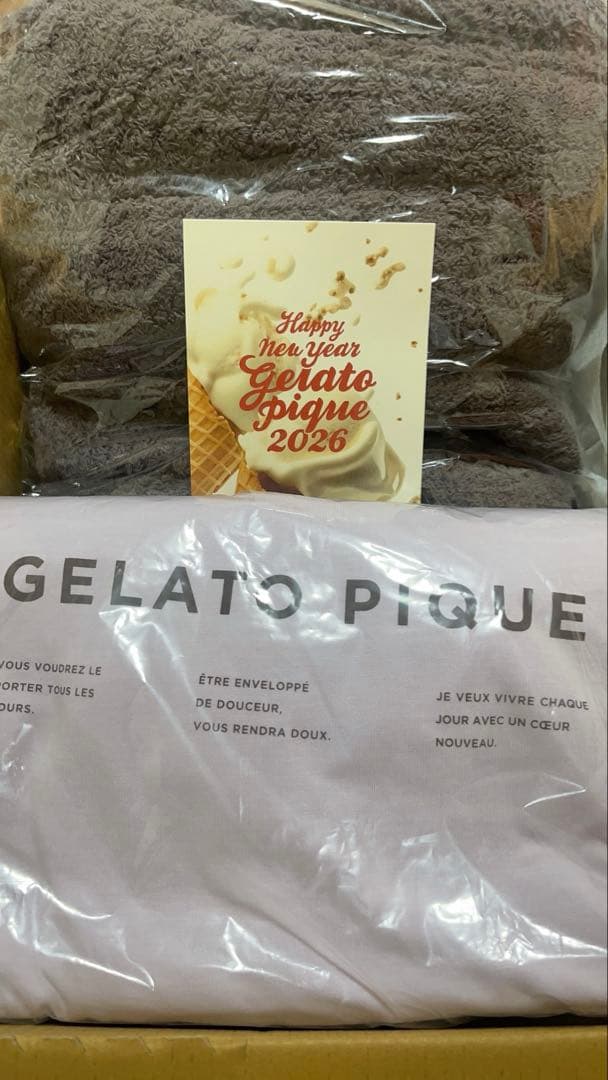 Happy
New Year
Gelato
pique
2026
GELATO PIQUE
VOUS VOUDREZ LE
PORTER TOUS LES
JOURS.
ÊTRE ENVELOPPÉ
DE DOUCEUR,
VOUS RENDRA DOUX.
JE VEUX VIVRE CHAQUE
JOUR AVEC UN CŒUR
NOUVEAU.